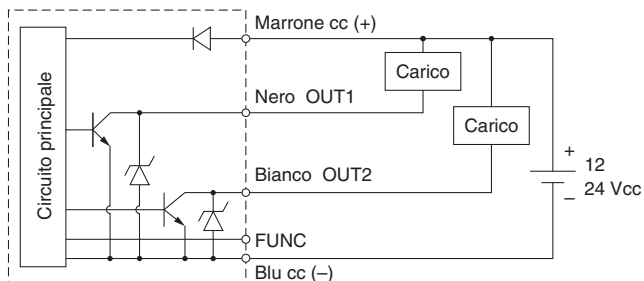 Marrone cc (+)
Carico
Nero OUT1
Carico
Circuito principale
Bianco OUT2
+
12
24 Vcc
−
FUNC
Blu cc (–)